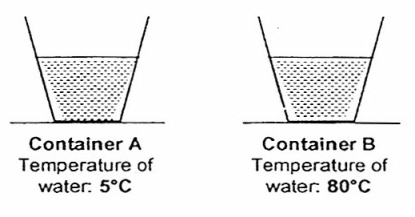 Container A
Temperature of
water: 5°C
Container B
Temperature of
water: 80°C